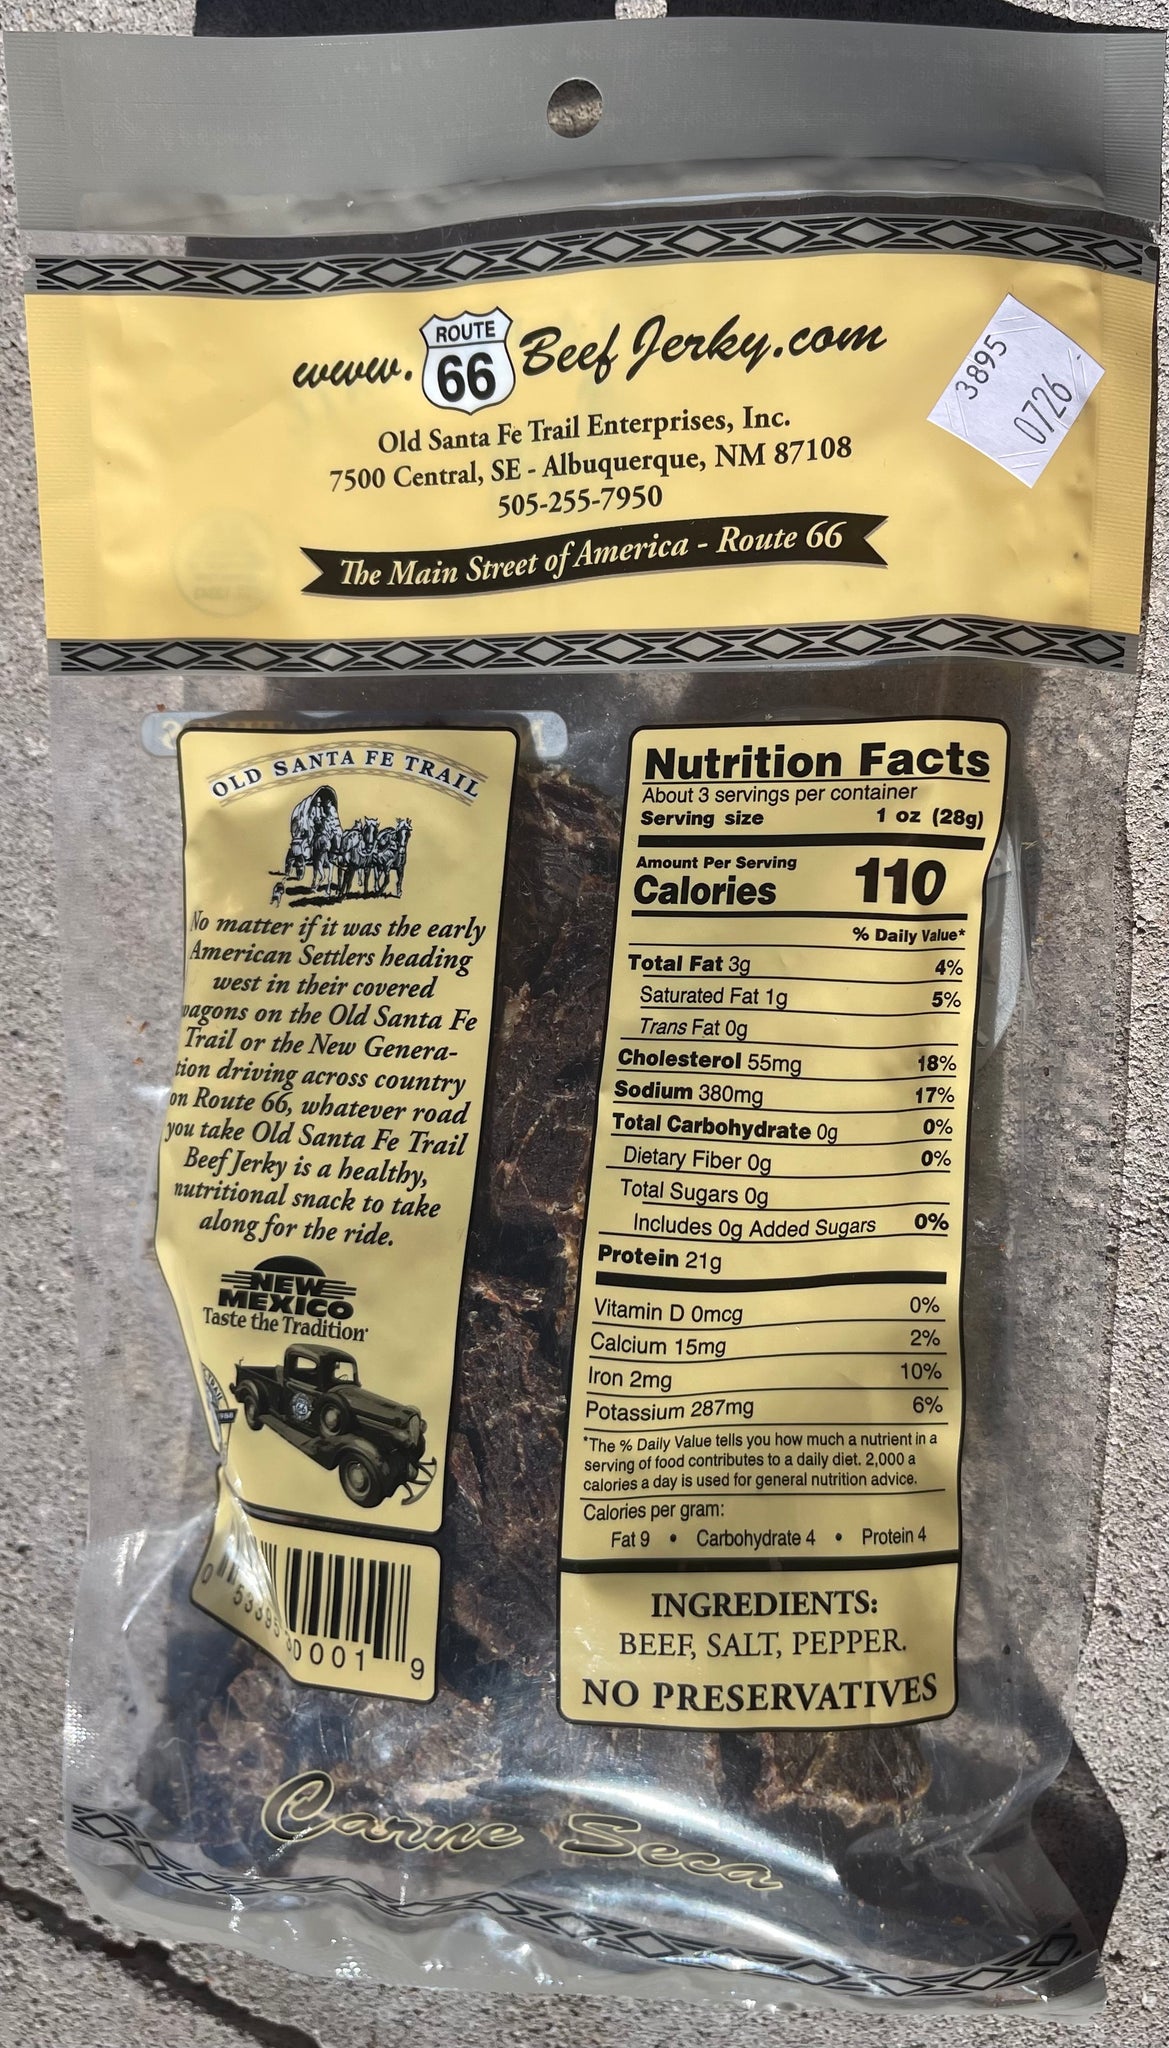 www. ROUTE 66 Beef Jerky.com
Old Santa Fe Trail Enterprises, Inc.
7500 Central, SE - Albuquerque, NM 87108
505-255-7950
The Main Street of America - Route 66
3895
0726
OLD SANTA FE TRAIL
No matter if it was the early
American Settlers heading
west in their covered
wagons on the Old Santa Fe
Trail or the New Genera-
tion driving across country
on Route 66, whatever road
you take Old Santa Fe Trail
Beef Jerky is a healthy,
nutritional snack to take
along for the ride.
NEW
MEXICO
Taste the Tradition
66
TRAIL
0 53395 30001 9
Nutrition Facts
About 3 servings per container
Serving size 1 oz (28g)
Amount Per Serving
Calories 110
% Daily Value*
Total Fat 3g 4%
Saturated Fat 1g 5%
Trans Fat 0g
Cholesterol 55mg 18%
Sodium 380mg 17%
Total Carbohydrate 0g 0%
Dietary Fiber 0g 0%
Total Sugars 0g
Includes 0g Added Sugars 0%
Protein 21g
Vitamin D 0mcg 0%
Calcium 15mg 2%
Iron 2mg 10%
Potassium 287mg 6%
*The % Daily Value tells you how much a nutrient in a
serving of food contributes to a daily diet. 2,000 a
calories a day is used for general nutrition advice.
Calories per gram:
Fat 9 • Carbohydrate 4 • Protein 4
INGREDIENTS:
BEEF, SALT, PEPPER.
NO PRESERVATIVES
Carne Seca